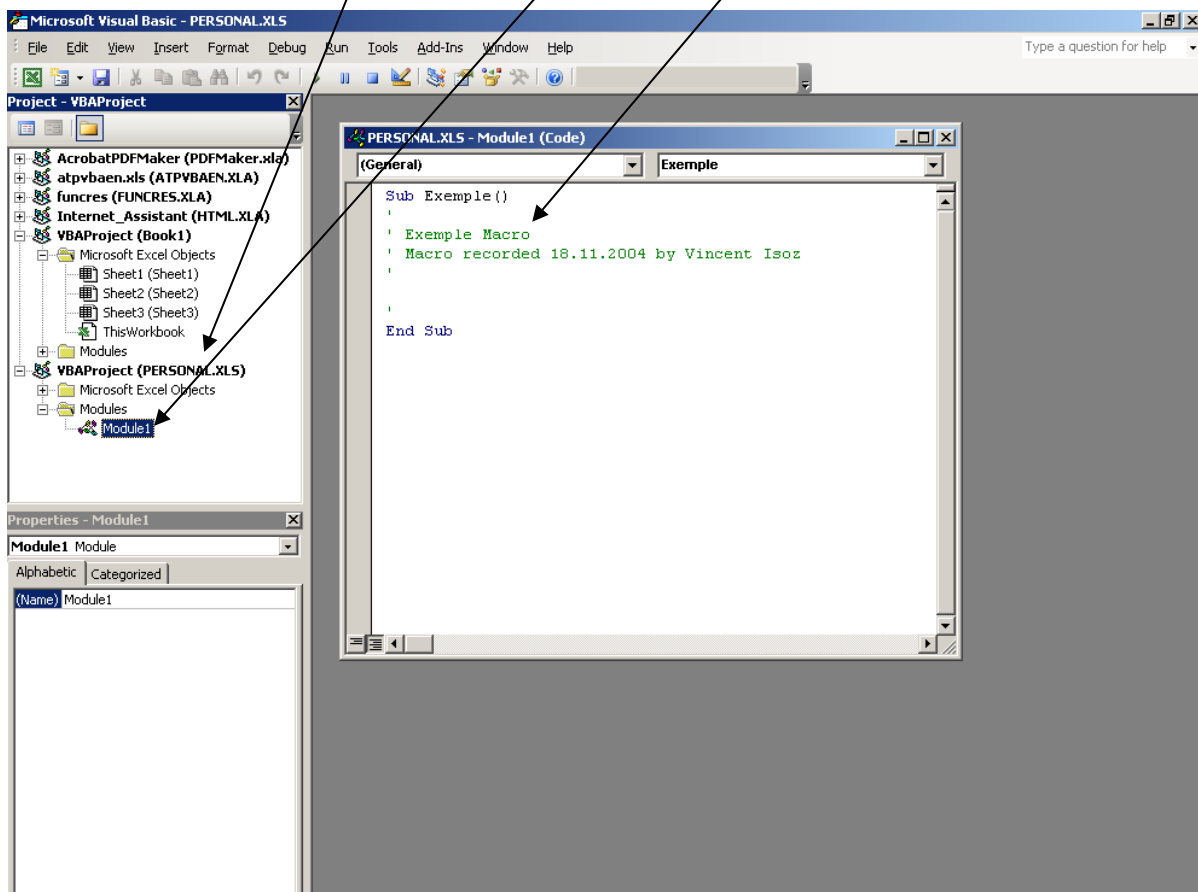 Microsoft Visual Basic - PERSONAL.XLS
File Edit View Insert Format Debug Run Tools Add-Ins Window Help
Type a question for help
Project - VBAProject
AcrobatPDFMaker (PDFMaker.xla)
atpvbaen.xls (ATPVBAEN.XLA)
funcres (FUNCRES.XLA)
Internet_Assistant (HTML.XLA)
VBAProject (Book1)
Microsoft Excel Objects
Sheet1 (Sheet1)
Sheet2 (Sheet2)
Sheet3 (Sheet3)
ThisWorkbook
Modules
VBAProject (PERSONAL.XLS)
Microsoft Excel Objects
Modules
Module1
Properties - Module1
Module1 Module
Alphabetic Categorized
(Name) Module1
PERSONAL.XLS - Module1 (Code)
(General) Exemple
Sub Exemple()
'
' Exemple Macro
' Macro recorded 18.11.2004 by Vincent Isoz
'
'
End Sub